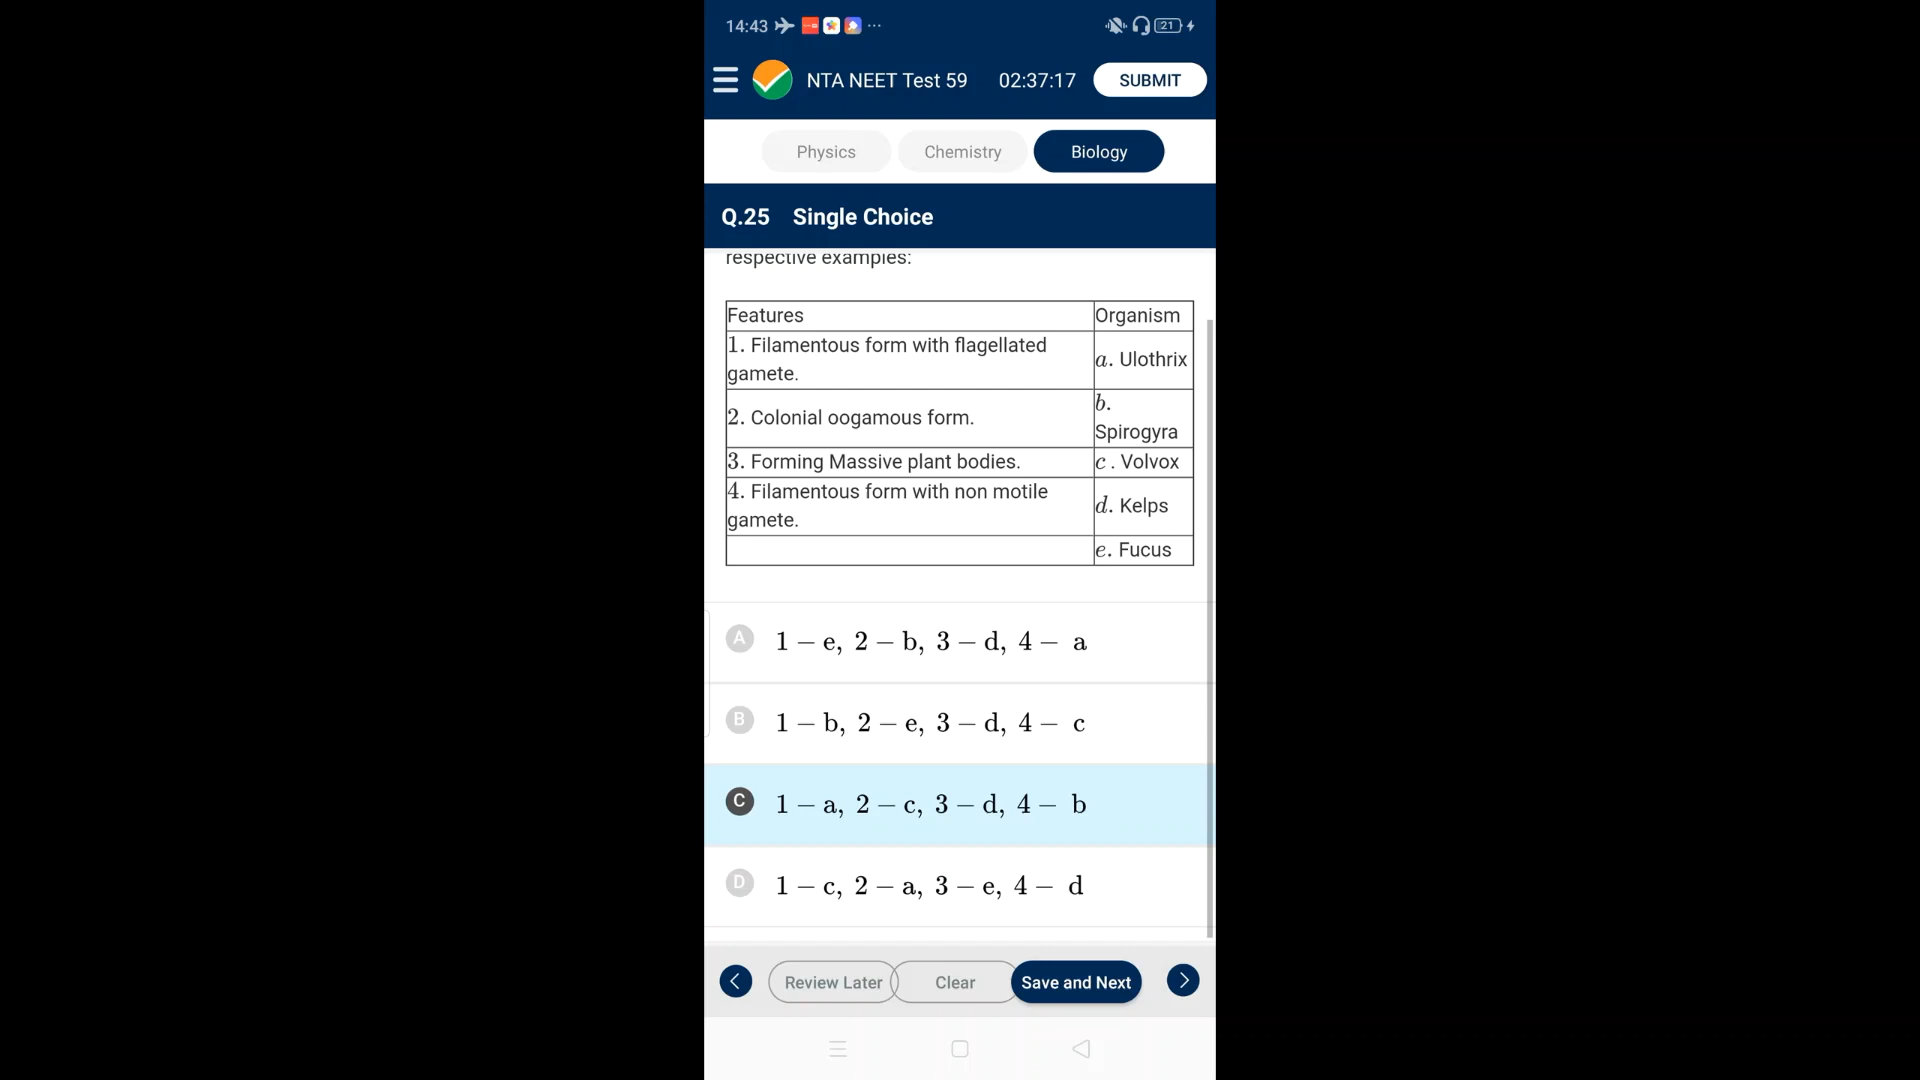 14:43 ...
21
NTA NEET Test 59 02:37:17 SUBMIT
Physics Chemistry Biology
Q.25 Single Choice
respective examples:
Features Organism
1. Filamentous form with flagellated gamete. a. Ulothrix
2. Colonial oogamous form. b. Spirogyra
3. Forming Massive plant bodies. c . Volvox
4. Filamentous form with non motile gamete. d. Kelps
e. Fucus
A 1 – e, 2 – b, 3 – d, 4 – a
B 1 – b, 2 – e, 3 – d, 4 – c
C 1 – a, 2 – c, 3 – d, 4 – b
D 1 – c, 2 – a, 3 – e, 4 – d
Review Later Clear Save and Next